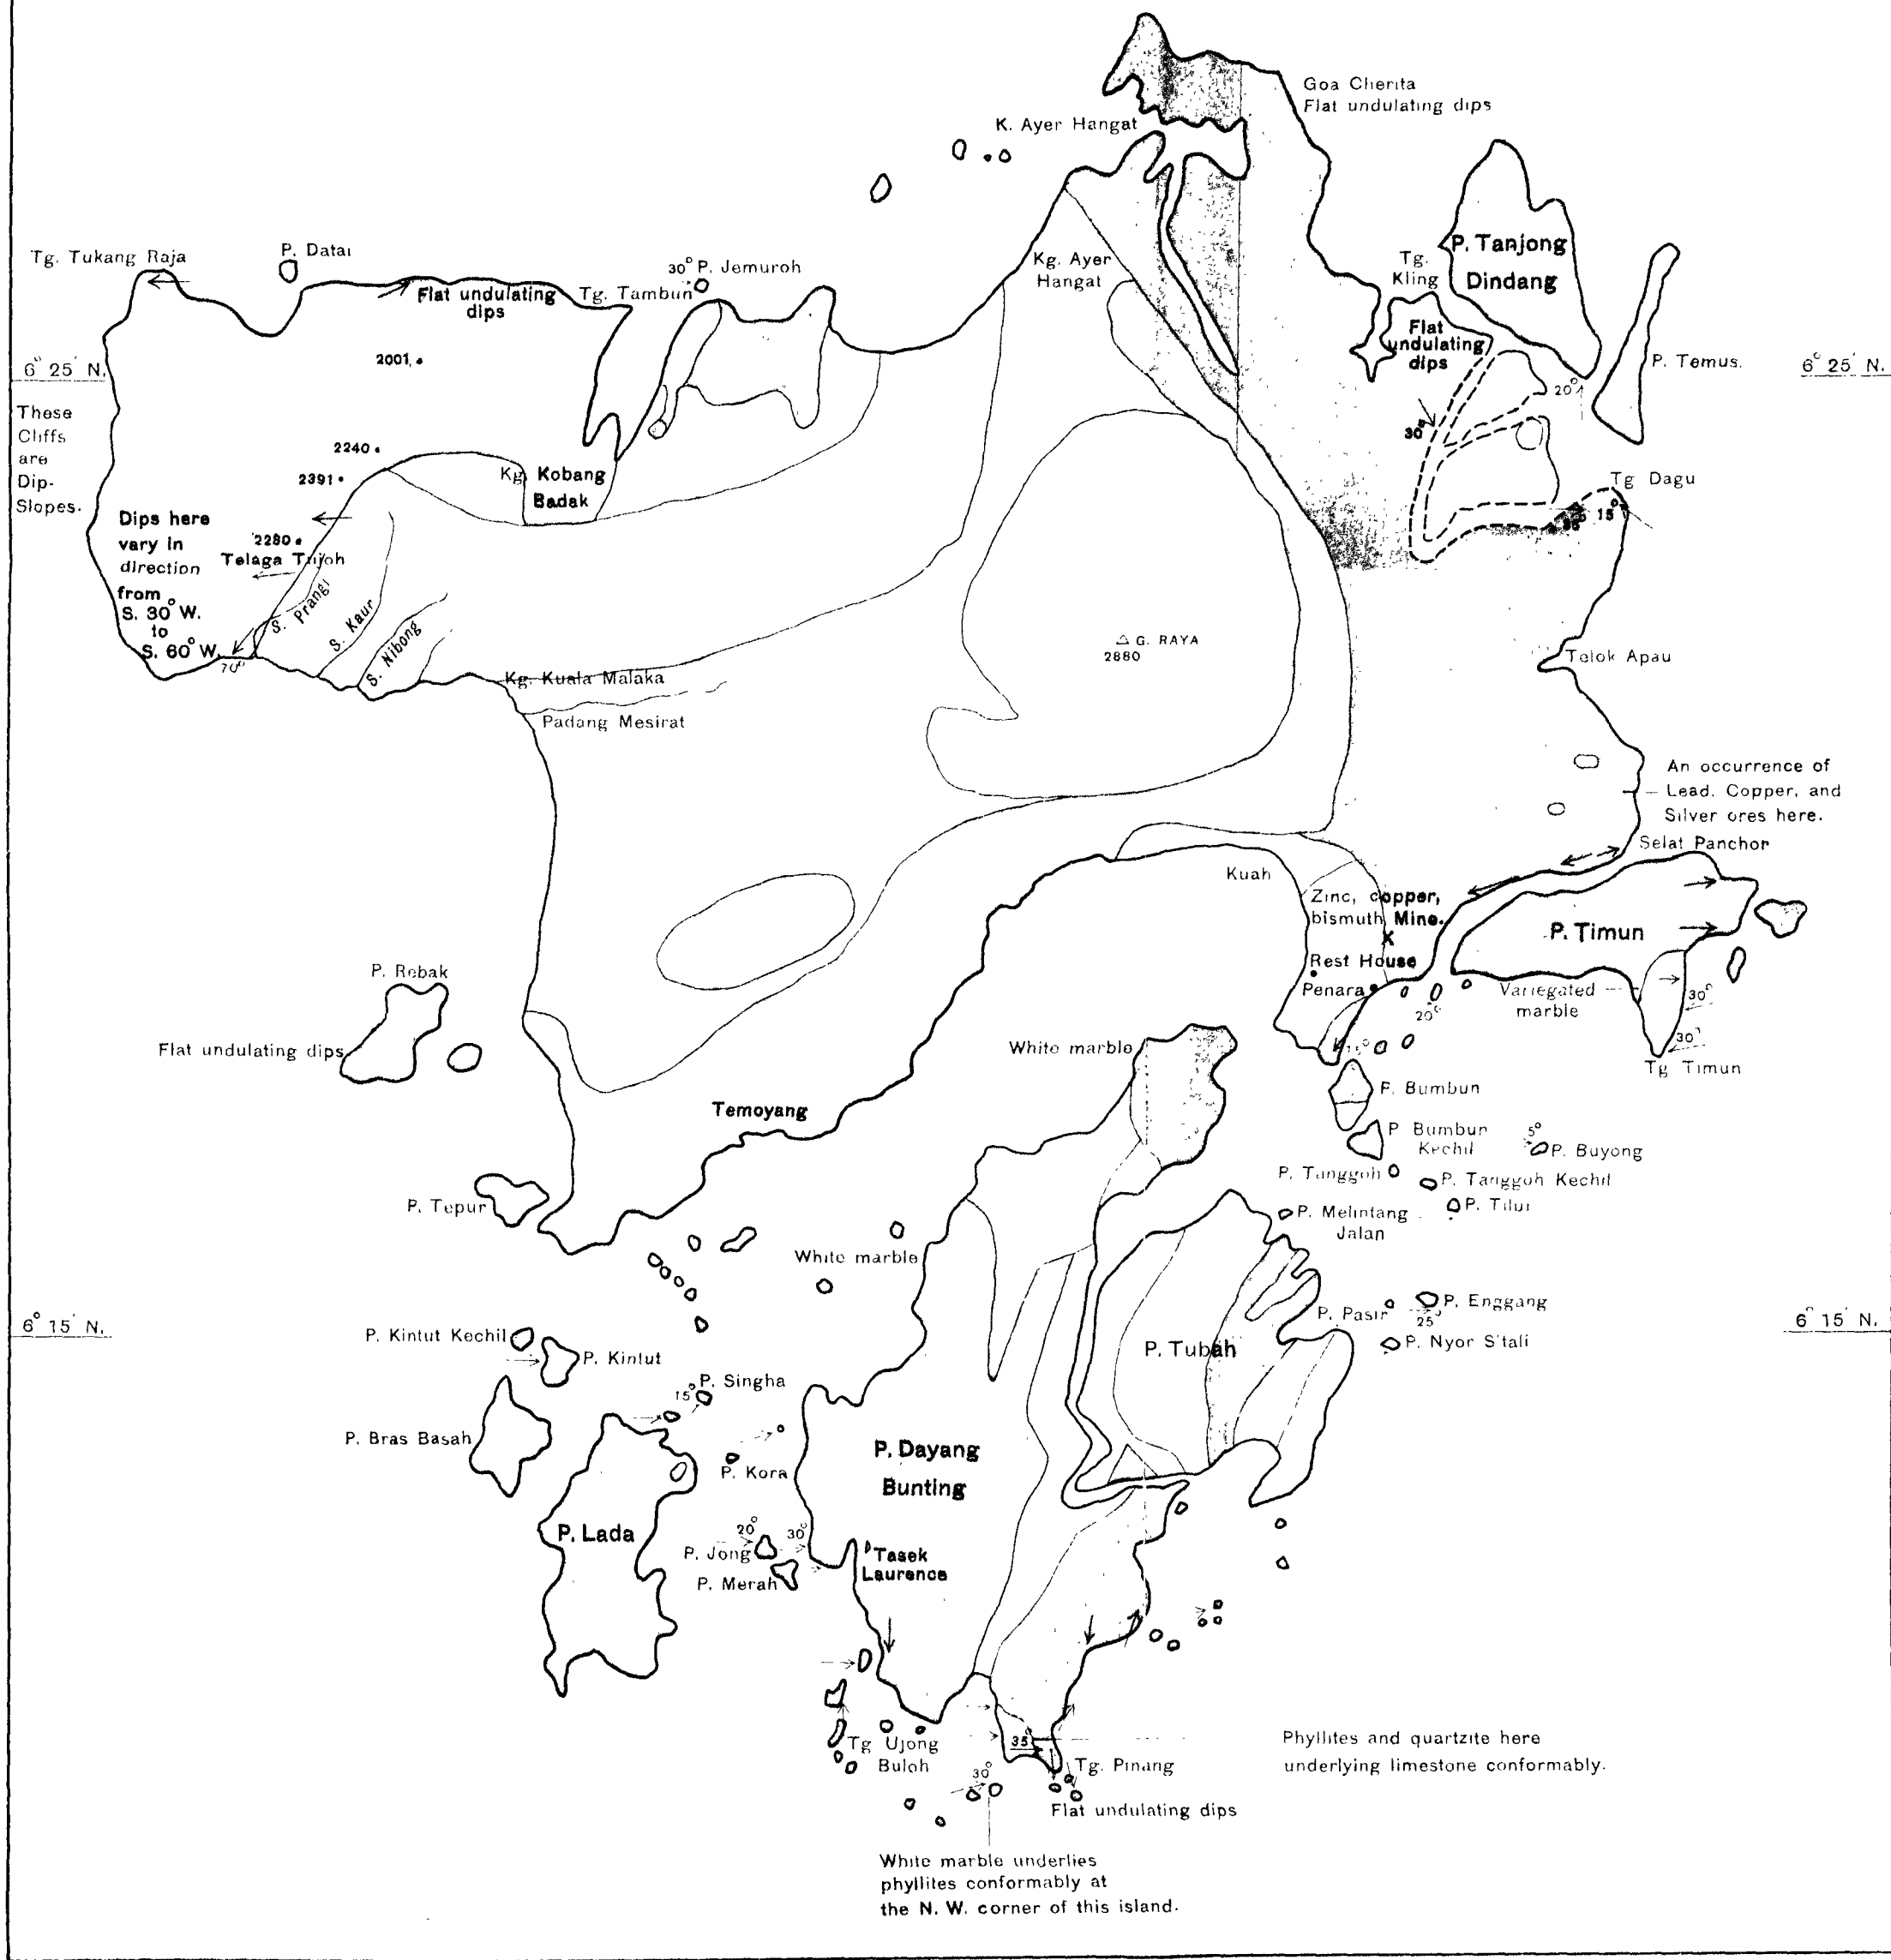 Goa Cherita
Flat undulating dips
K. Ayer Hangat
Tg. Tukang Raja
P. Datai
Flat undulating
dips
Tg. Tambun
30° P. Jemuroh
Kg. Ayer
Hangat
Tg.
Kling
P. Tanjong
Dindang
Flat
undulating
dips
P. Temus.
6° 25' N.
6° 25' N.
2001.
20°
30°
These
Cliffs
are
Dip-
Slopes.
2240
2391
Kg. Kobang
Badak
Tg Dagu
15°
Dips here
vary in
direction
from
S. 30° W.
to
S. 60° W.
2280
Telaga Tujoh
70°
S. Prangi
S. Kaur
S. Nibong
G. RAYA
2880
Telok Apau
Kg. Kuala Malaka
Padang Mesirat
An occurrence of
Lead, Copper, and
Silver ores here.
Selat Panchor
Kuah
Zinc, copper,
bismuth Mine.
x
Rest House
Penara
P. Timun
20°
Variegated
marble
30°
30°
Tg Timun
15°
P. Rebak
Flat undulating dips
White marble
Temoyang
P. Bumbun
P Bumbun
Kechil
5°
P. Buyong
P. Tanggoh
P. Tanggoh Kechil
P. Tilui
P. Melintang
Jalan
P. Tepur
White marble
P. Pasir
P. Enggang
25°
P. Nyor S'tali
6° 15' N.
6° 15' N.
P. Kintut Kechil
P. Kintut
P. Tubah
15° P. Singha
P. Bras Basah
P. Kora
P. Dayang
Bunting
P. Lada
20°
30°
P. Jong
P. Merah
Tasek
Laurence
Tg Ujong
Buloh
35°
Tg. Pinang
30°
Flat undulating dips
Phyllites and quartzite here
underlying limestone conformably.
White marble underlies
phyllites conformably at
the N. W. corner of this island.